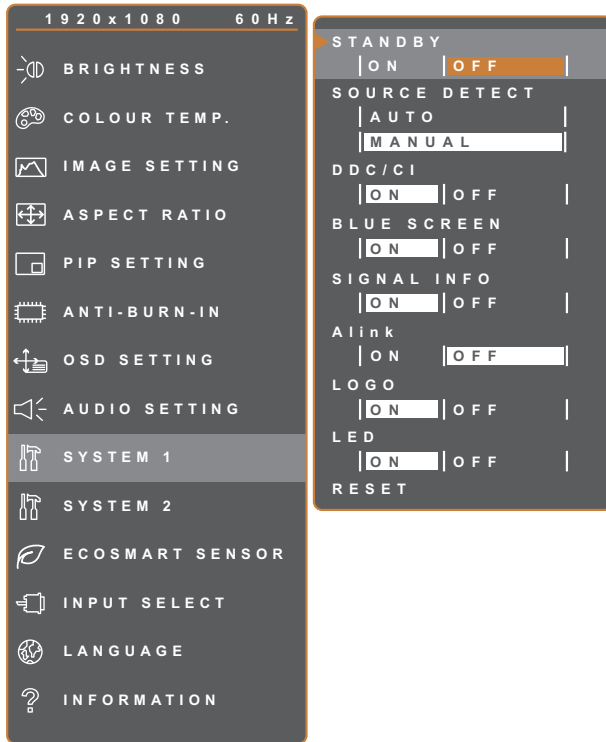 1920x1080 60Hz
BRIGHTNESS
COLOUR TEMP.
IMAGE SETTING
ASPECT RATIO
PIP SETTING
ANTI-BURN-IN
OSD SETTING
AUDIO SETTING
SYSTEM 1
SYSTEM 2
ECOSMART SENSOR
INPUT SELECT
LANGUAGE
INFORMATION
STANDBY
ON OFF
SOURCE DETECT
AUTO
MANUAL
DDC/CI
ON OFF
BLUE SCREEN
ON OFF
SIGNAL INFO
ON OFF
Alink
ON OFF
LOGO
ON OFF
LED
ON OFF
RESET